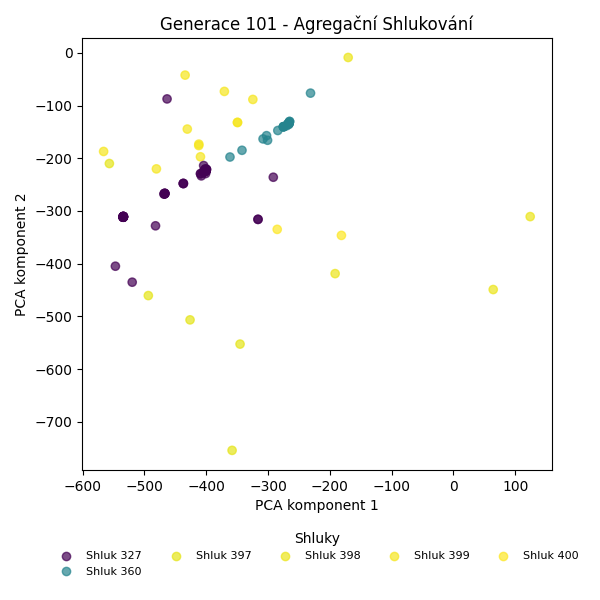 Generace 101 - Agregační Shlukování
PCA komponent 2
0
−100
−200
−300
−400
−500
−600
−700
−600
−500
−400
−300
−200
−100
0
100
PCA komponent 1
Shluky
Shluk 327
Shluk 360
Shluk 397
Shluk 398
Shluk 399
Shluk 400